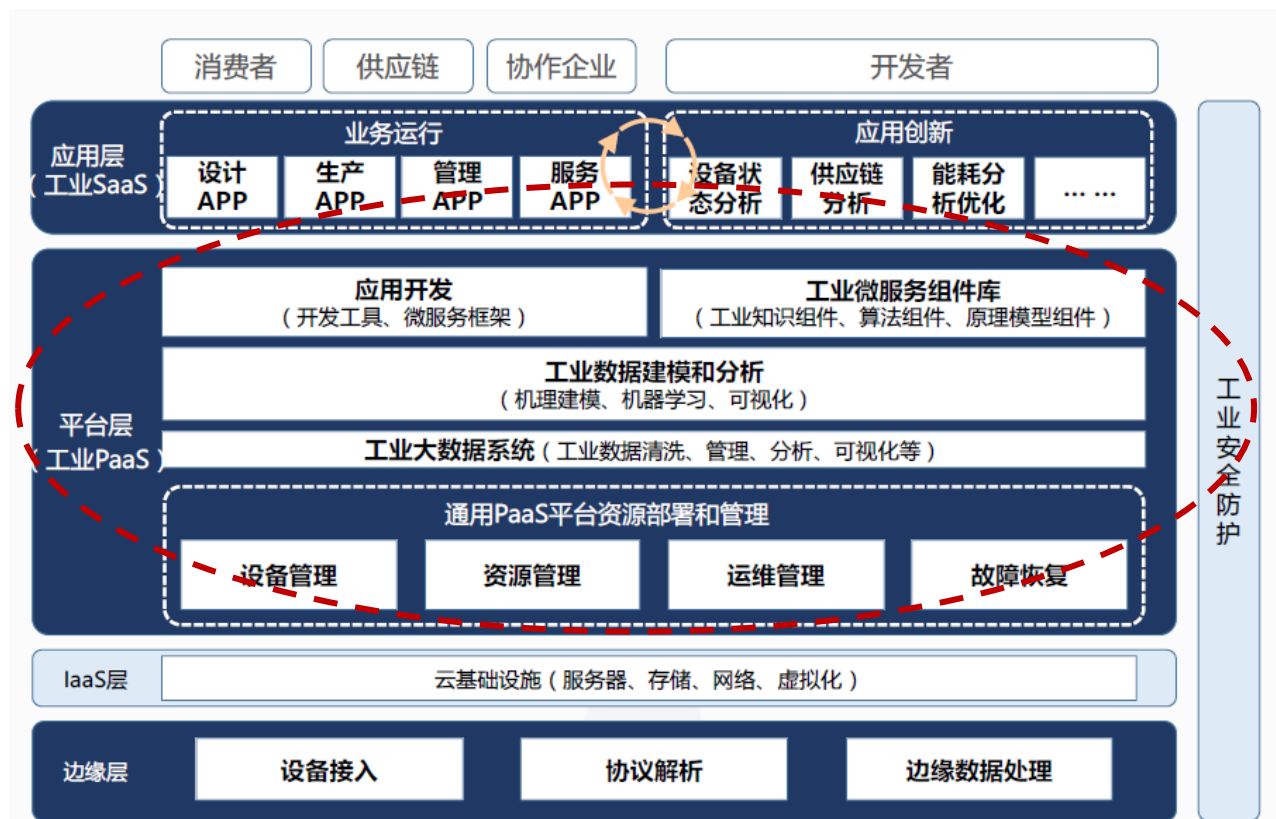 消费者
供应链
协作企业
开发者
应用层
（工业SaaS）
业务运行
设计
APP
生产
APP
管理
APP
服务
APP
应用创新
设备状
态分析
供应链
分析
能耗分
析优化
... ...
平台层
（工业PaaS）
应用开发
（开发工具、微服务框架）
工业微服务组件库
（工业知识组件、算法组件、原理模型组件）
工业数据建模和分析
（机理建模、机器学习、可视化）
工业大数据系统（工业数据清洗、管理、分析、可视化等）
通用PaaS平台资源部署和管理
设备管理
资源管理
运维管理
故障恢复
IaaS层
云基础设施（服务器、存储、网络、虚拟化）
边缘层
设备接入
协议解析
边缘数据处理
工业安全防护